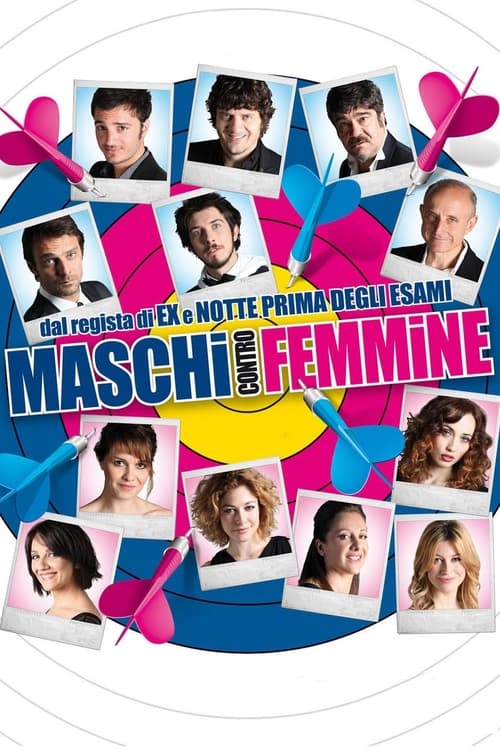 dal regista di EX e NOTTE PRIMA DEGLI ESAMI
MASCHi CONTRO FEMMiNE